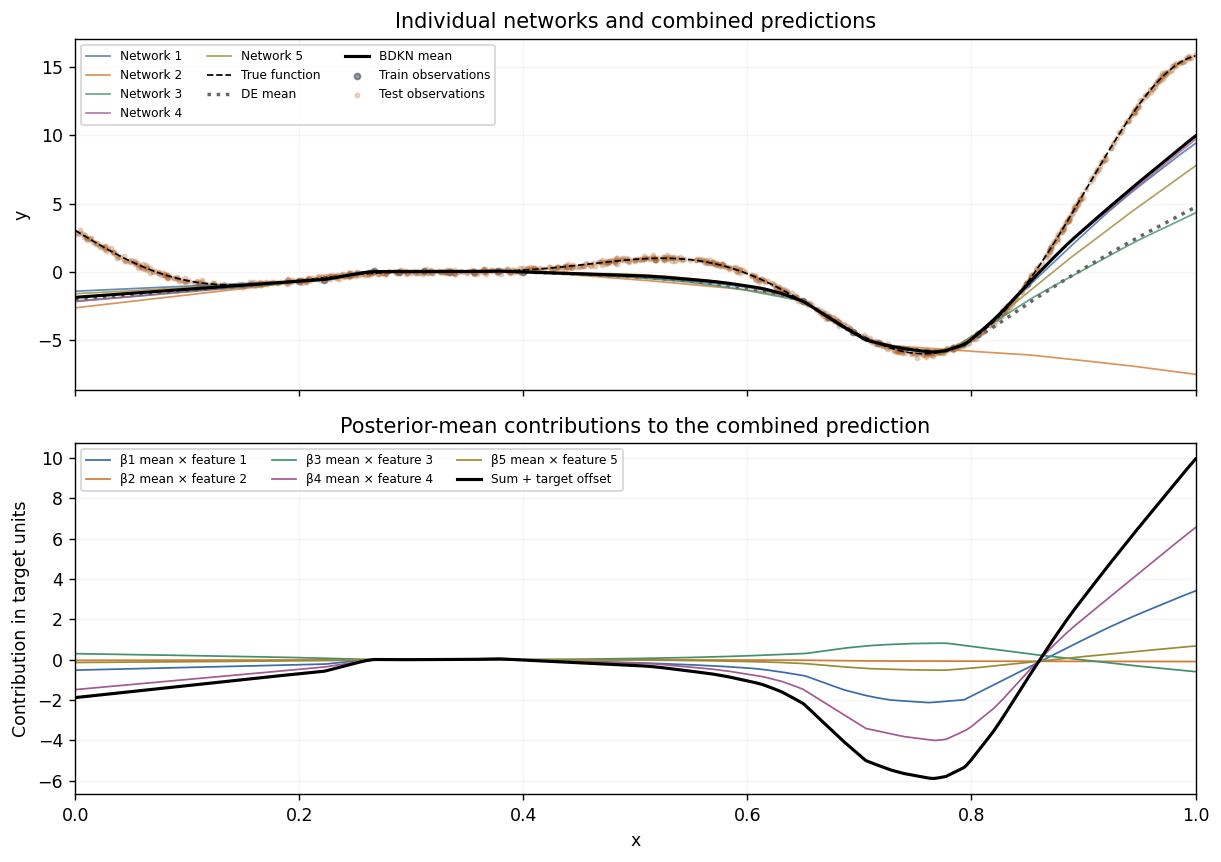 Individual networks and combined predictions
Network 1
Network 2
Network 3
Network 4
Network 5
True function
DE mean
BDKN mean
Train observations
Test observations
y
15
10
5
0
−5
Posterior-mean contributions to the combined prediction
β1 mean × feature 1
β2 mean × feature 2
β3 mean × feature 3
β4 mean × feature 4
β5 mean × feature 5
Sum + target offset
Contribution in target units
10
8
6
4
2
0
−2
−4
−6
0.0 0.2 0.4 0.6 0.8 1.0
x